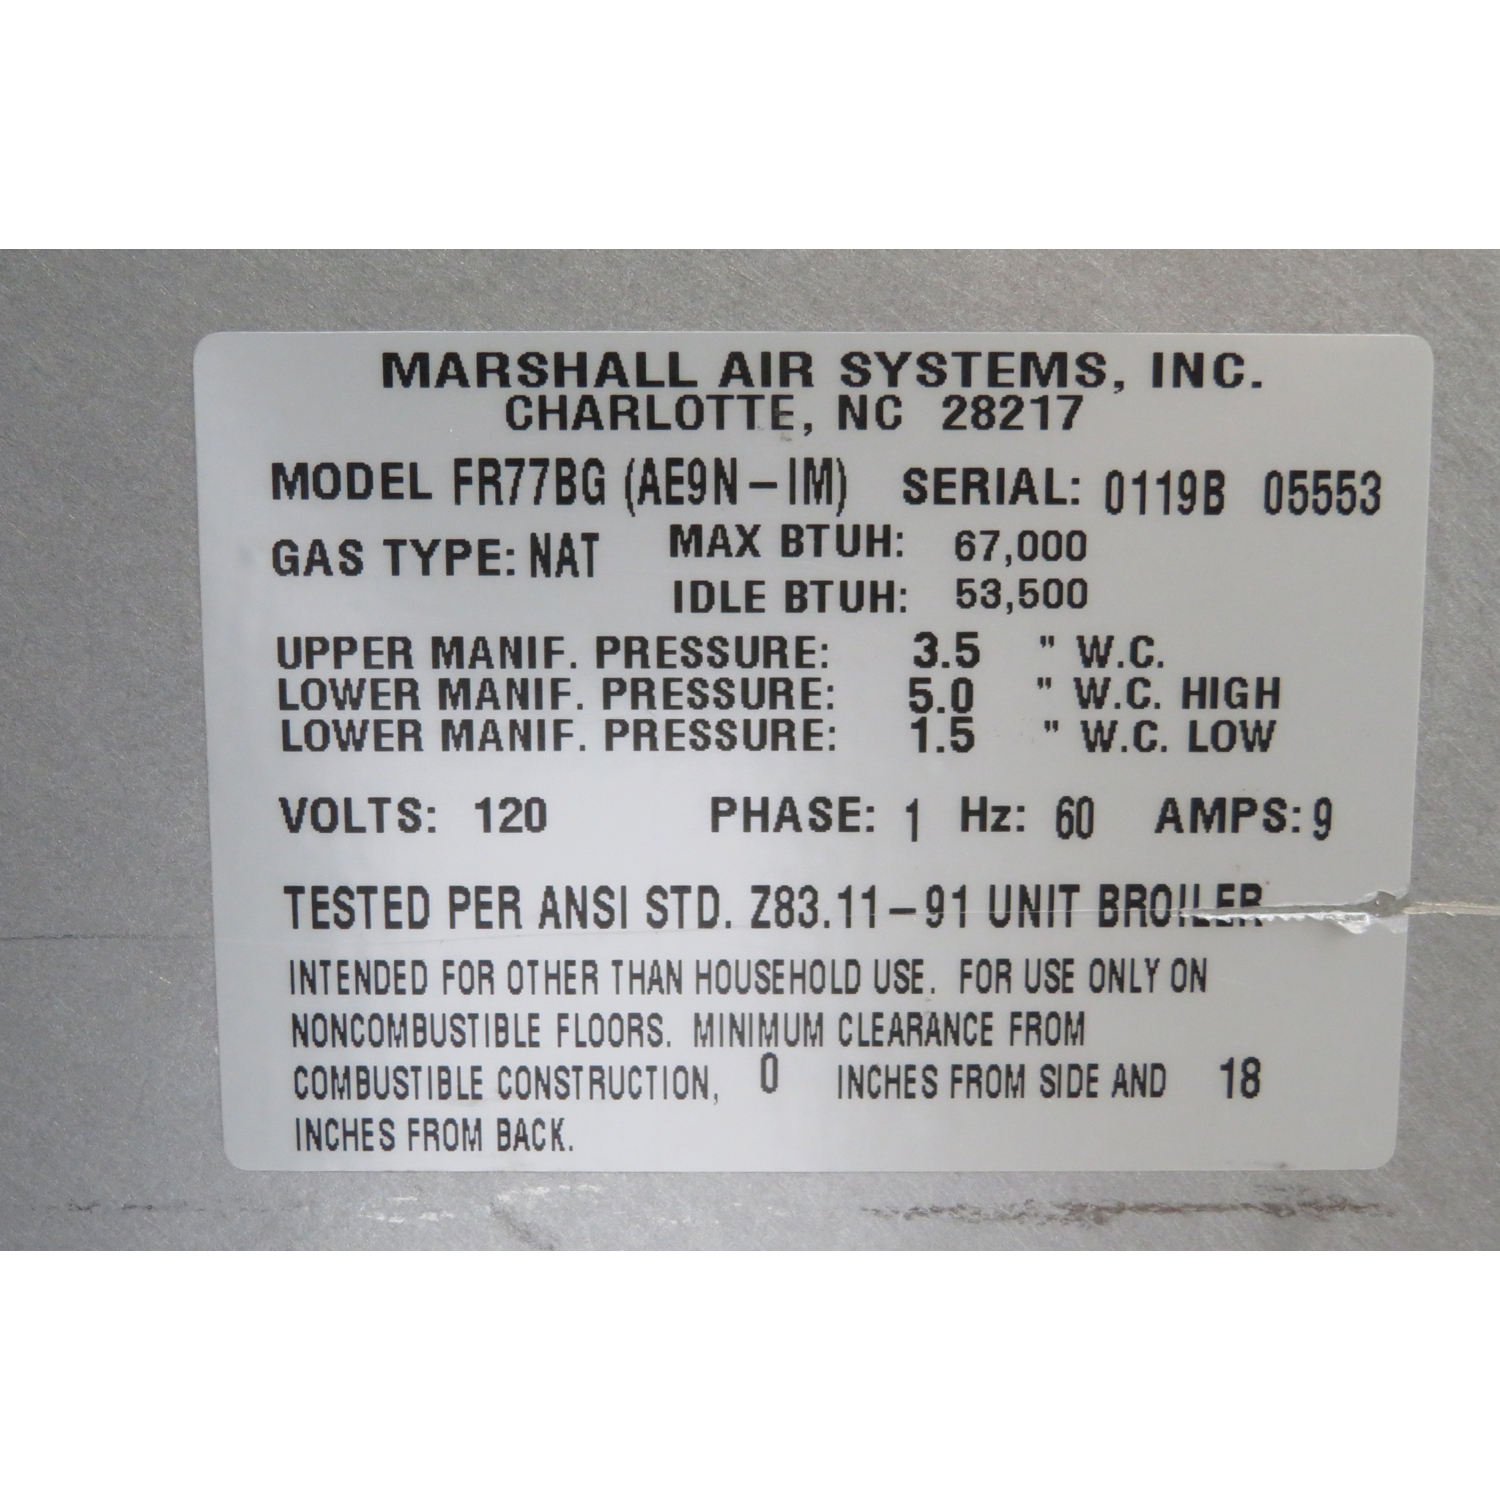 MARSHALL AIR SYSTEMS, INC.
CHARLOTTE, NC 28217
MODEL FR77BG (AE9N-IM) SERIAL: 0119B 05553
GAS TYPE: NAT MAX BTUH: 67,000
IDLE BTUH: 53,500
UPPER MANIF. PRESSURE: 3.5 " W.C.
LOWER MANIF. PRESSURE: 5.0 " W.C. HIGH
LOWER MANIF. PRESSURE: 1.5 " W.C. LOW
VOLTS: 120 PHASE: 1 Hz: 60 AMPS: 9
TESTED PER ANSI STD. Z83.11-91 UNIT BROILER
INTENDED FOR OTHER THAN HOUSEHOLD USE. FOR USE ONLY ON
NONCOMBUSTIBLE FLOORS. MINIMUM CLEARANCE FROM
COMBUSTIBLE CONSTRUCTION, 0 INCHES FROM SIDE AND 18
INCHES FROM BACK.